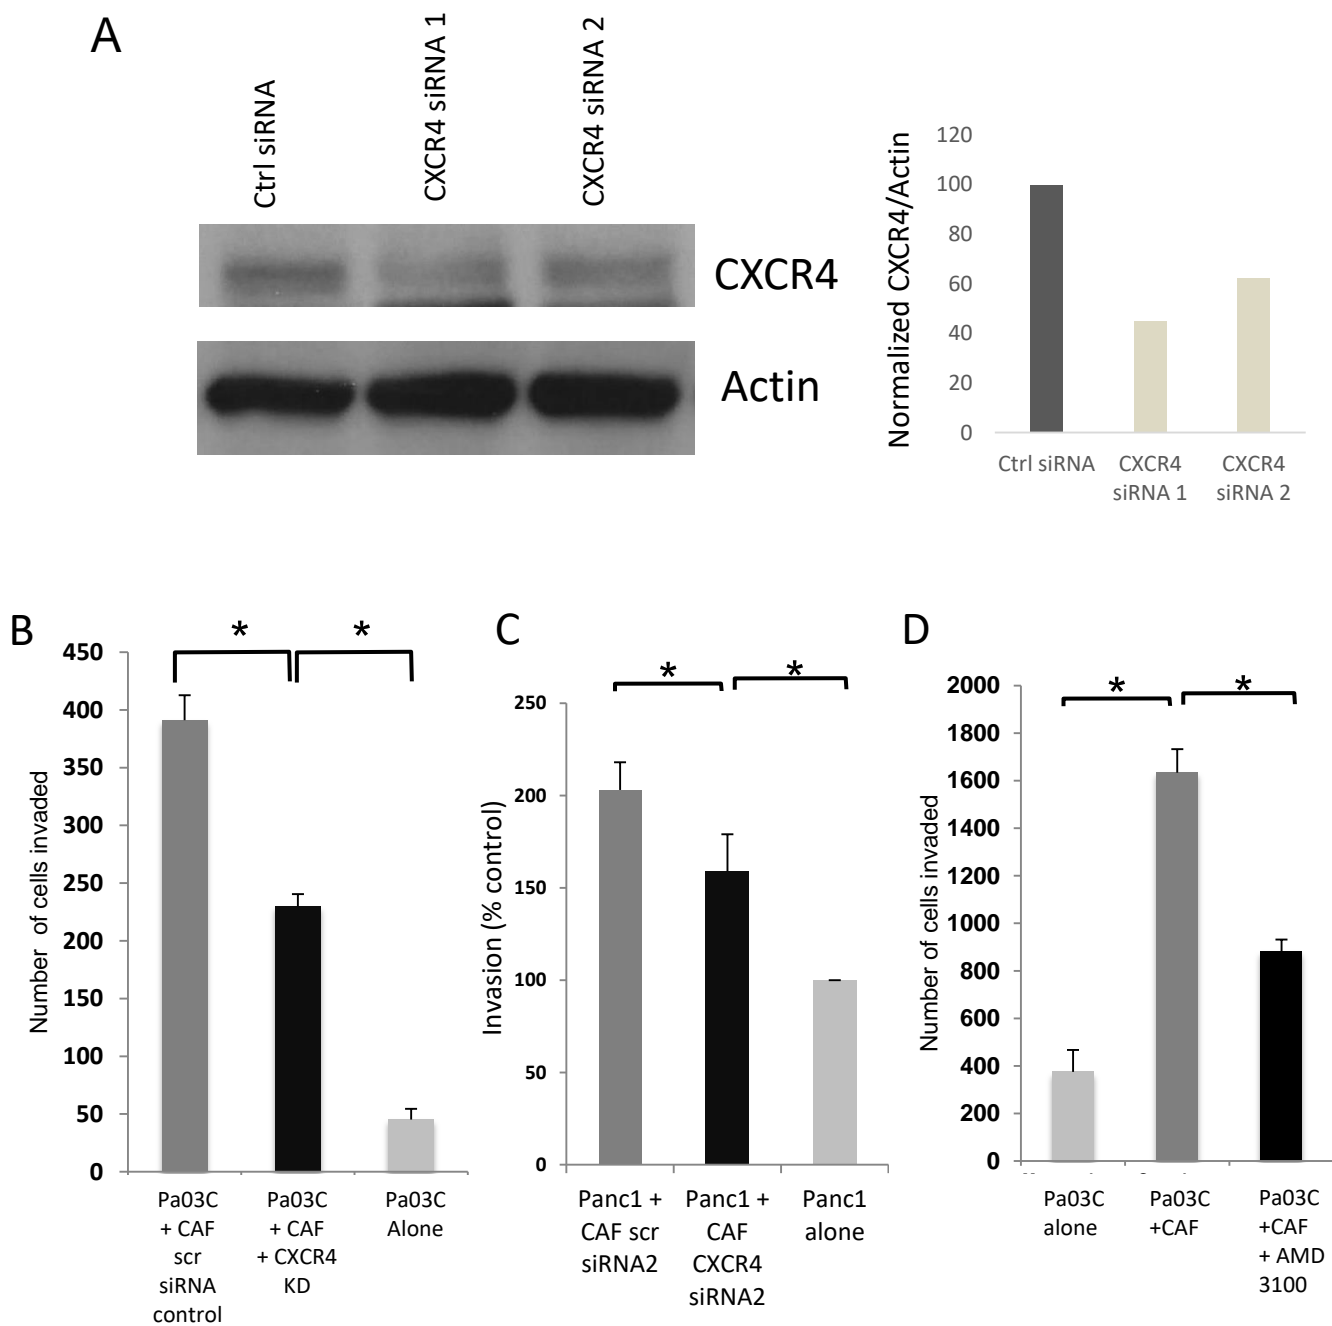 A
Ctrl siRNA
CXCR4 siRNA 1
CXCR4 siRNA 2
CXCR4
Actin
Normalized CXCR4/Actin
120
100
80
60
40
20
0
Ctrl siRNA
CXCR4
siRNA 1
CXCR4
siRNA 2
B
*
*
Number of cells invaded
450
400
350
300
250
200
150
100
50
0
Pa03C
+ CAF
scr
siRNA
control
Pa03C
+ CAF
+ CXCR4
KD
Pa03C
Alone
C
*
*
Invasion (% control)
250
200
150
100
50
0
Panc1 +
CAF scr
siRNA2
Panc1 +
CAF
CXCR4
siRNA2
Panc1
alone
D
*
*
Number of cells invaded
2000
1800
1600
1400
1200
1000
800
600
400
200
0
Pa03C
alone
Pa03C
+CAF
Pa03C
+CAF
+ AMD
3100